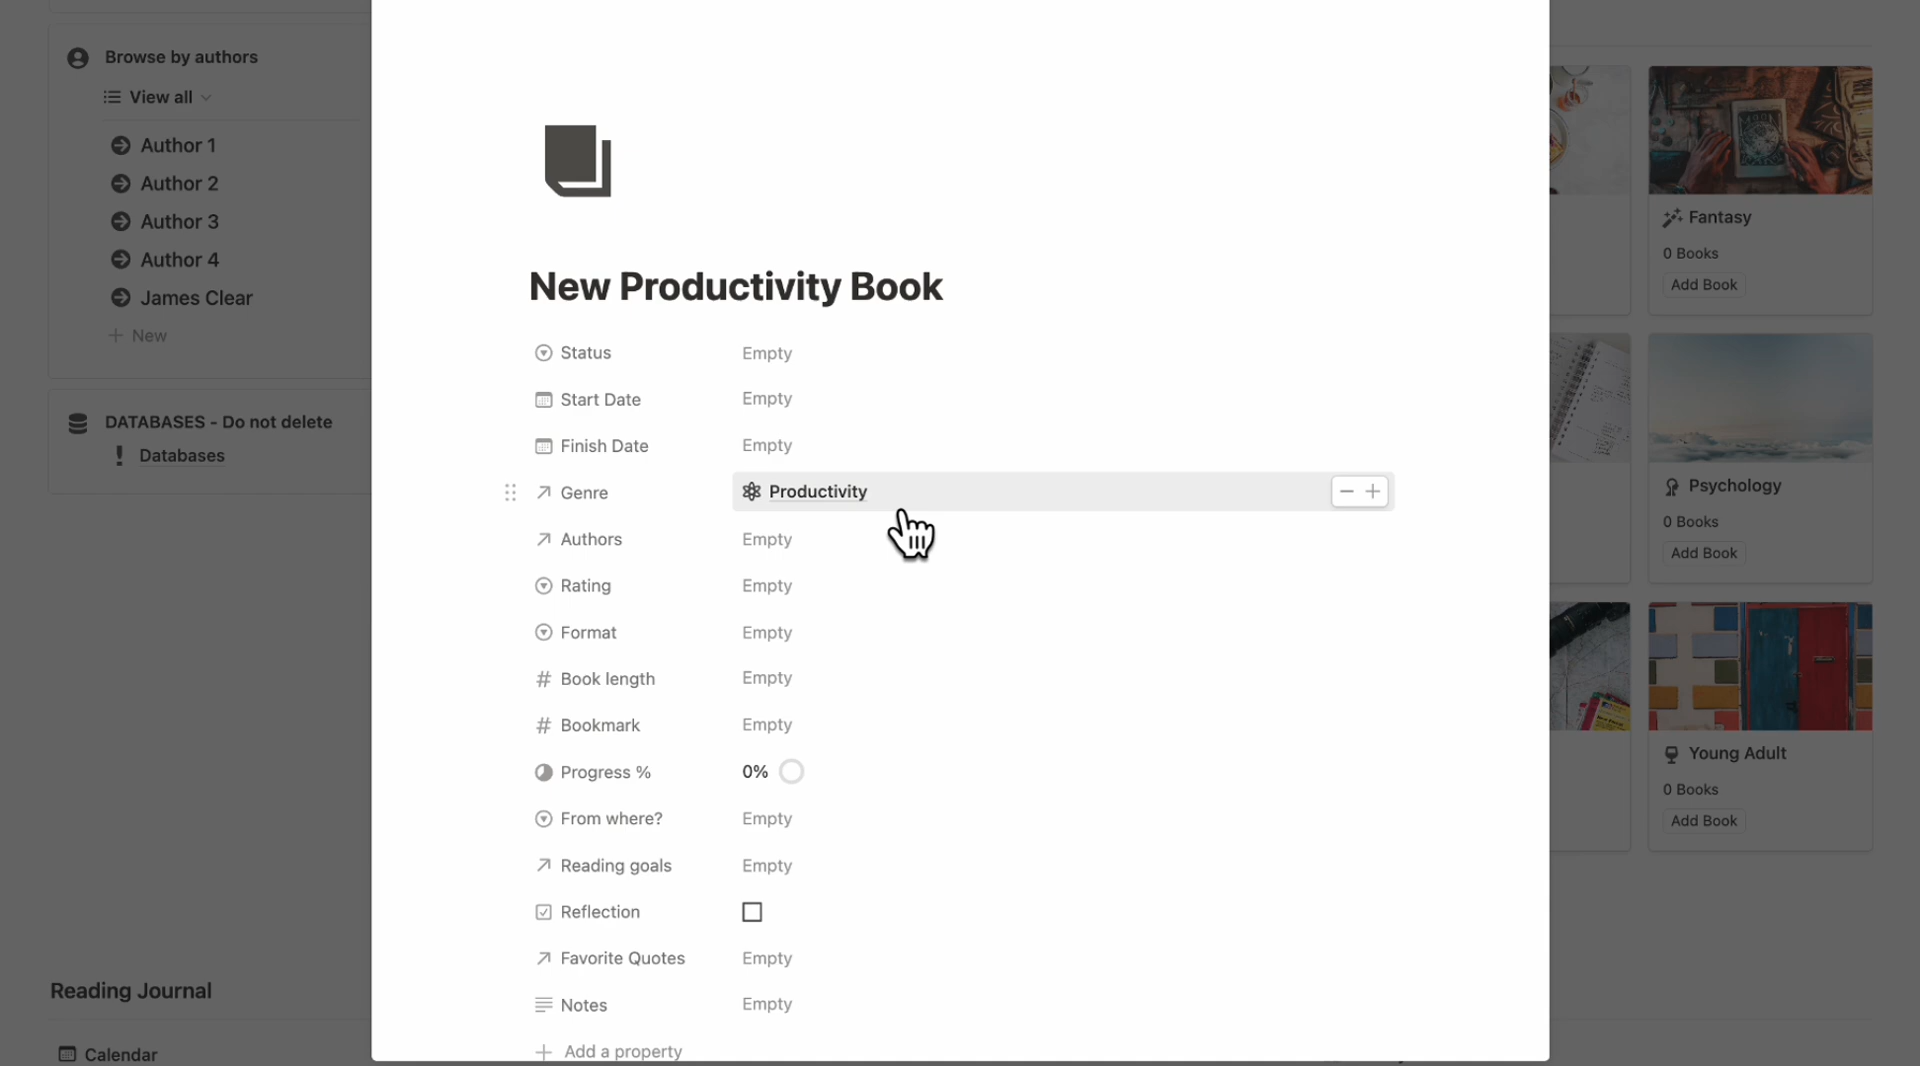 Browse by authors
View all
Author 1
Author 2
Author 3
Author 4
James Clear
New
DATABASES - Do not delete
Databases
Reading Journal
Calendar
New Productivity Book
Status Empty
Start Date Empty
Finish Date Empty
Genre Productivity
Authors Empty
Rating Empty
Format Empty
Book length Empty
Bookmark Empty
Progress % 0%
From where? Empty
Reading goals Empty
Reflection
Favorite Quotes Empty
Notes Empty
Add a property
Fantasy
0 Books
Add Book
Psychology
0 Books
Add Book
Young Adult
0 Books
Add Book